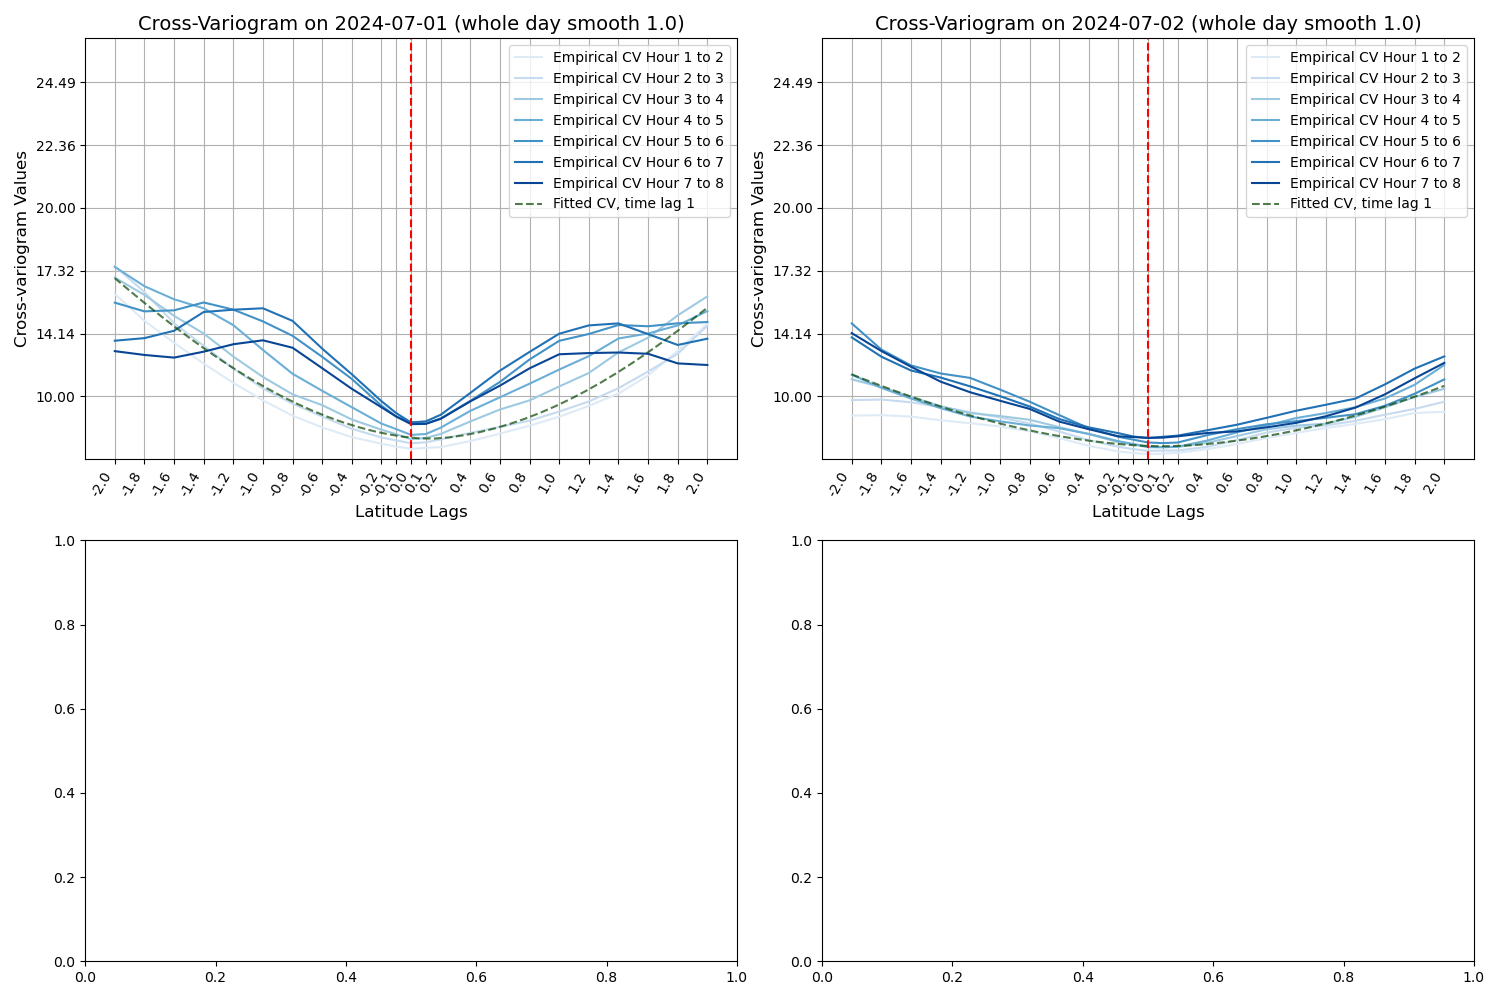 Cross-Variogram on 2024-07-01 (whole day smooth 1.0)
Cross-variogram Values
24.49
22.36
20.00
17.32
14.14
10.00
Empirical CV Hour 1 to 2
Empirical CV Hour 2 to 3
Empirical CV Hour 3 to 4
Empirical CV Hour 4 to 5
Empirical CV Hour 5 to 6
Empirical CV Hour 6 to 7
Empirical CV Hour 7 to 8
Fitted CV, time lag 1
-2.0 -1.8 -1.6 -1.4 -1.2 -1.0 -0.8 -0.6 -0.4 -0.2 -0.1 0.0 0.1 0.2 0.4 0.6 0.8 1.0 1.2 1.4 1.6 1.8 2.0
Latitude Lags
Cross-Variogram on 2024-07-02 (whole day smooth 1.0)
Cross-variogram Values
24.49
22.36
20.00
17.32
14.14
10.00
Empirical CV Hour 1 to 2
Empirical CV Hour 2 to 3
Empirical CV Hour 3 to 4
Empirical CV Hour 4 to 5
Empirical CV Hour 5 to 6
Empirical CV Hour 6 to 7
Empirical CV Hour 7 to 8
Fitted CV, time lag 1
-2.0 -1.8 -1.6 -1.4 -1.2 -1.0 -0.8 -0.6 -0.4 -0.2 -0.1 0.0 0.1 0.2 0.4 0.6 0.8 1.0 1.2 1.4 1.6 1.8 2.0
Latitude Lags
1.0
0.8
0.6
0.4
0.2
0.0
0.0 0.2 0.4 0.6 0.8 1.0
1.0
0.8
0.6
0.4
0.2
0.0
0.0 0.2 0.4 0.6 0.8 1.0